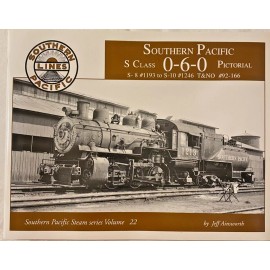 SOUTHERN PACIFIC
S CLASS 0-6-0 PICTORIAL
S- 8 #1195 to S-10 #1246 T&NO #92-166
SOUTHERN
LINES
PACIFIC
Southern Pacific Steam series Volume 22
by Jeff Ainsworth